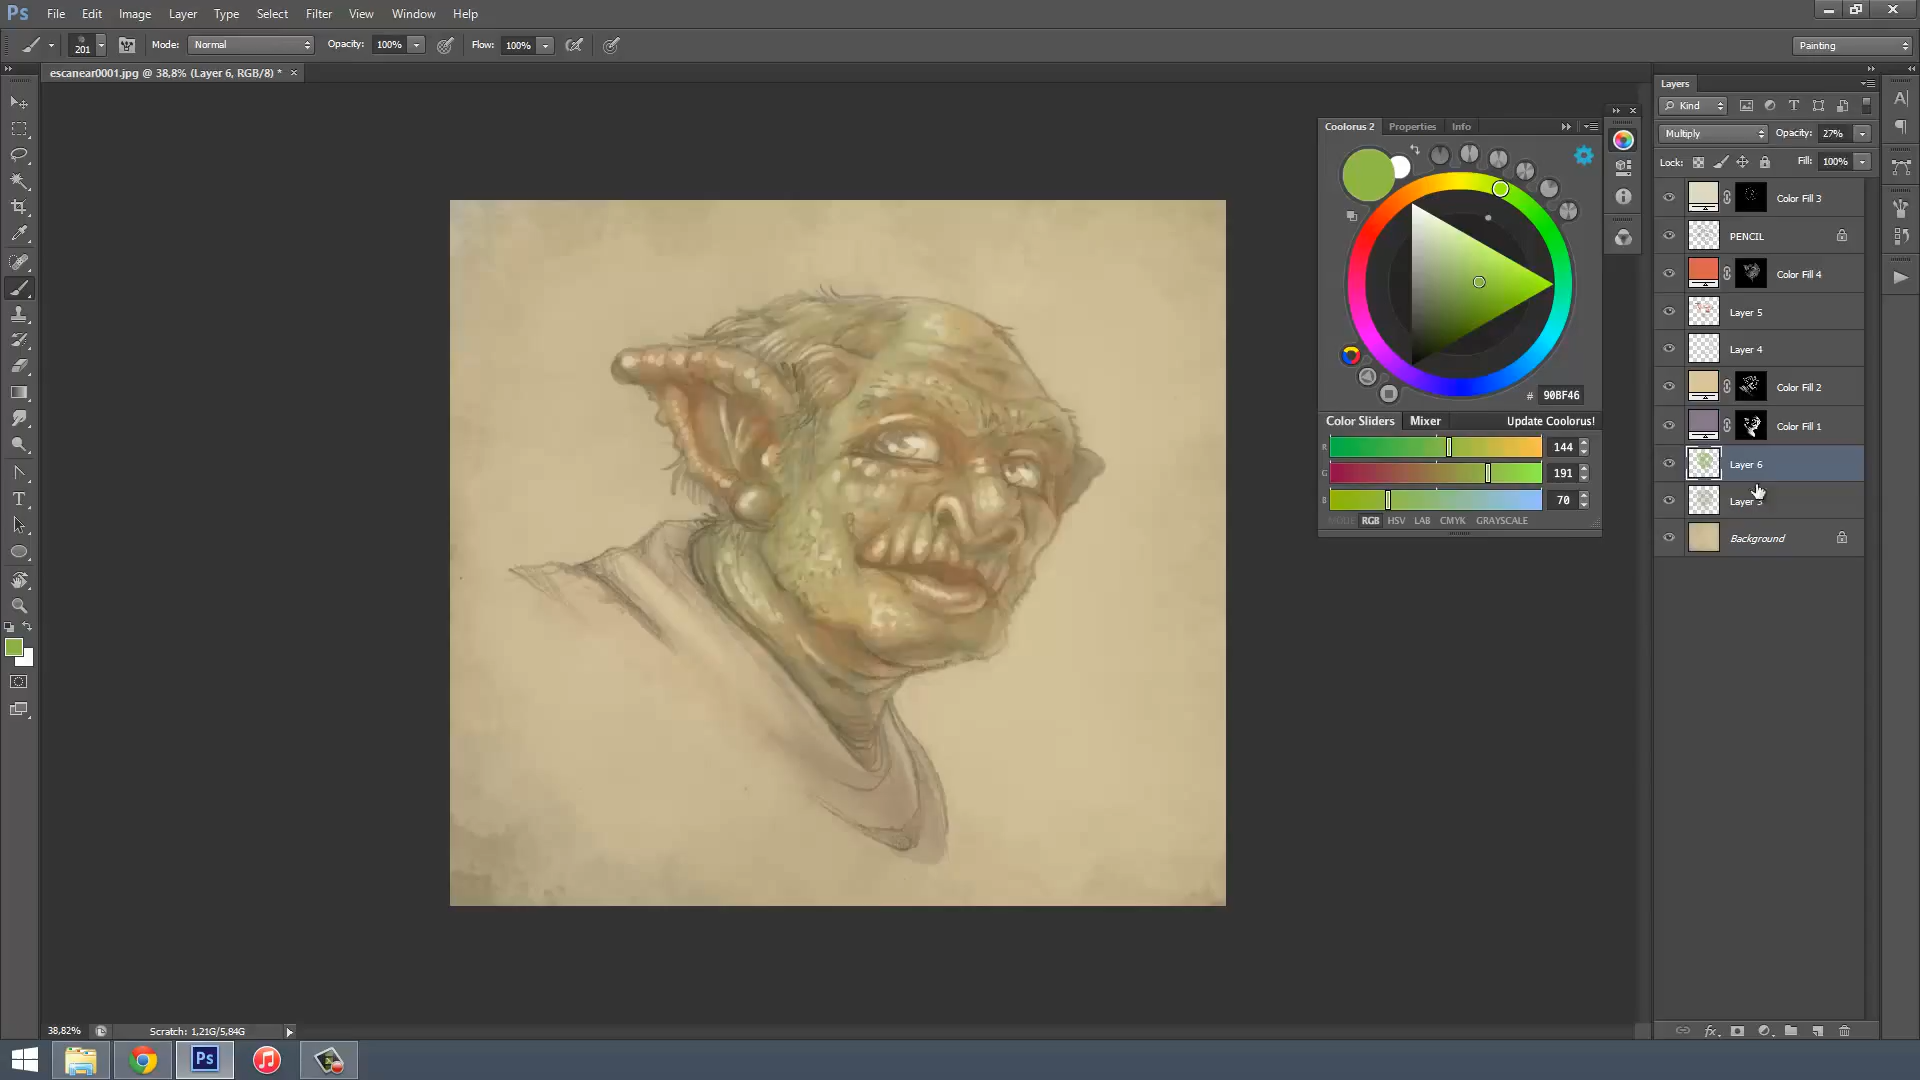 Ps File Edit Image Layer Type Select Filter View Window Help
201 Mode: Normal Opacity: 100% Flow: 100% Painting
escanear0001.jpg @ 38,8% (Layer 6, RGB/8) * ×
Layers
Kind
Multiply Opacity: 27%
Lock: Fill: 100%
Color Fill 3
PENCIL
Color Fill 4
Layer 5
Layer 4
Color Fill 2
Color Fill 1
Layer 6
Layer
Background
Coolorus 2 Properties Info
# 90BF46
Color Sliders Mixer Update Coolorus!
R 144
G 191
B 70
MODE RGB HSV LAB CMYK GRAYSCALE
38,82% Scratch: 1,21G/5,84G
Ps